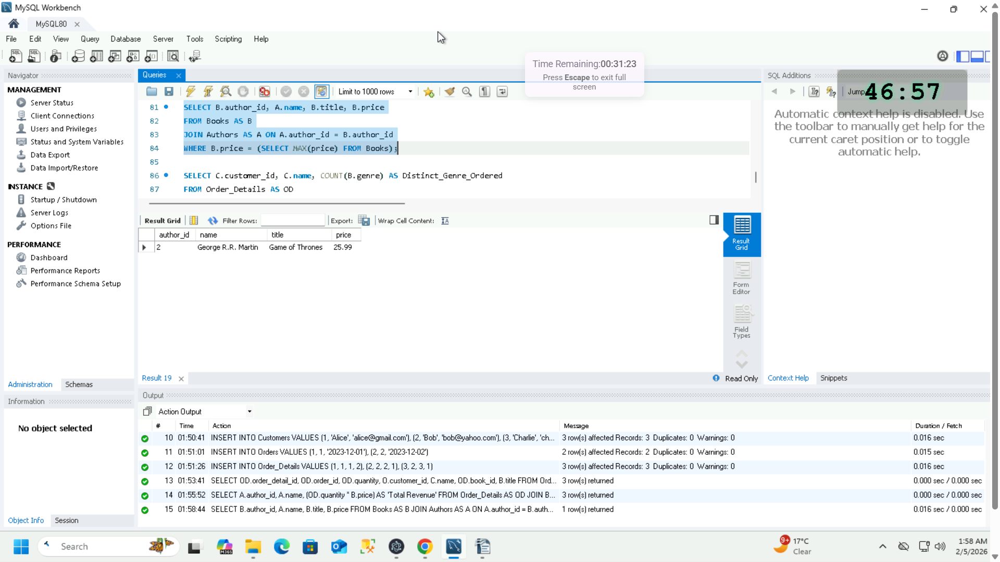 MySQL Workbench
MySQL80
File Edit View Query Database Server Tools Scripting Help
Time Remaining:00:31:23
Press Escape to exit full
screen
Navigator
MANAGEMENT
Server Status
Client Connections
Users and Privileges
Status and System Variables
Data Export
Data Import/Restore
INSTANCE
Startup / Shutdown
Server Logs
Options File
PERFORMANCE
Dashboard
Performance Reports
Performance Schema Setup
Administration Schemas
Information
No object selected
Object Info Session
Queries
Limit to 1000 rows
81 SELECT B.author_id, A.name, B.title, B.price
82 FROM Books AS B
83 JOIN Authors AS A ON A.author_id = B.author_id
84 WHERE B.price = (SELECT MAX(price) FROM Books);
85
86 SELECT C.customer_id, C.name, COUNT(B.genre) AS Distinct_Genre_Ordered
87 FROM Order_Details AS OD
Result Grid Filter Rows: Export: Wrap Cell Content:
author_id name title price
2 George R.R. Martin Game of Thrones 25.99
Result Grid
Form Editor
Field Types
Result 19
Read Only
SQL Additions
Jump
46:57
Automatic context help is disabled. Use
the toolbar to manually get help for the
current caret position or to toggle
automatic help.
Context Help Snippets
Output
Action Output
# Time Action Message Duration / Fetch
10 01:50:41 INSERT INTO Customers VALUES (1, 'Alice', 'alice@gmail.com'), (2, 'Bob', 'bob@yahoo.com'), (3, 'Charlie', 'ch... 3 row(s) affected Records: 3 Duplicates: 0 Warnings: 0 0.016 sec
11 01:51:01 INSERT INTO Orders VALUES (1, 1, '2023-12-01'), (2, 2, '2023-12-02') 2 row(s) affected Records: 2 Duplicates: 0 Warnings: 0 0.015 sec
12 01:51:26 INSERT INTO Order_Details VALUES (1, 1, 1, 2), (2, 2, 2, 1), (3, 2, 3, 1) 3 row(s) affected Records: 3 Duplicates: 0 Warnings: 0 0.016 sec
13 01:53:41 SELECT OD.order_detail_id, OD.order_id, OD.quantity, O.customer_id, C.name, OD.book_id, B.title FROM Ord... 3 row(s) returned 0.000 sec / 0.000 sec
14 01:55:52 SELECT A.author_id, A.name, (OD.quantity * B.price) AS 'Total Revenue' FROM Order_Details AS OD JOIN B... 3 row(s) returned 0.000 sec / 0.000 sec
15 01:58:44 SELECT B.author_id, A.name, B.title, B.price FROM Books AS B JOIN Authors AS A ON A.author_id = B.auth... 1 row(s) returned 0.016 sec / 0.000 sec
Search
M365
9+
17°C
Clear
1:58 AM
2/5/2026